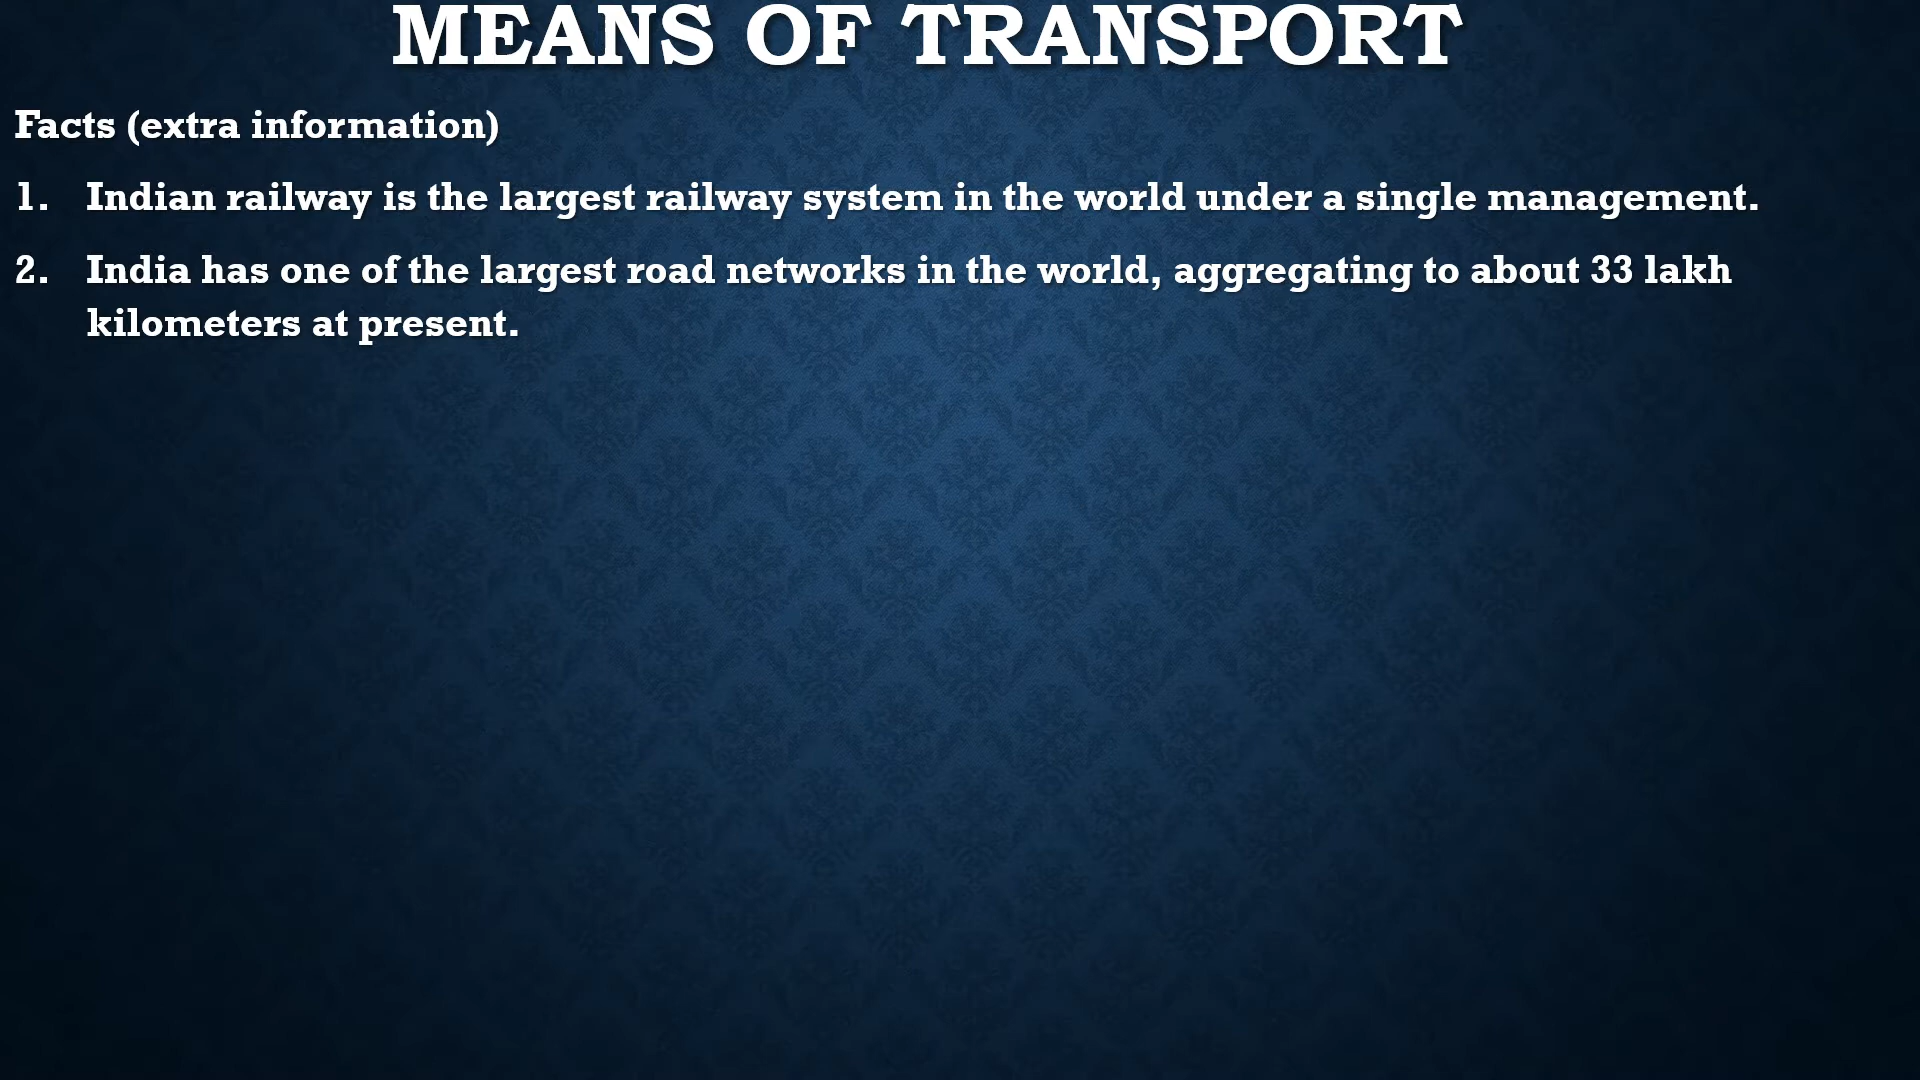 MEANS OF TRANSPORT
Facts (extra information)
1. Indian railway is the largest railway system in the world under a single management.
2. India has one of the largest road networks in the world, aggregating to about 33 lakh
kilometers at present.